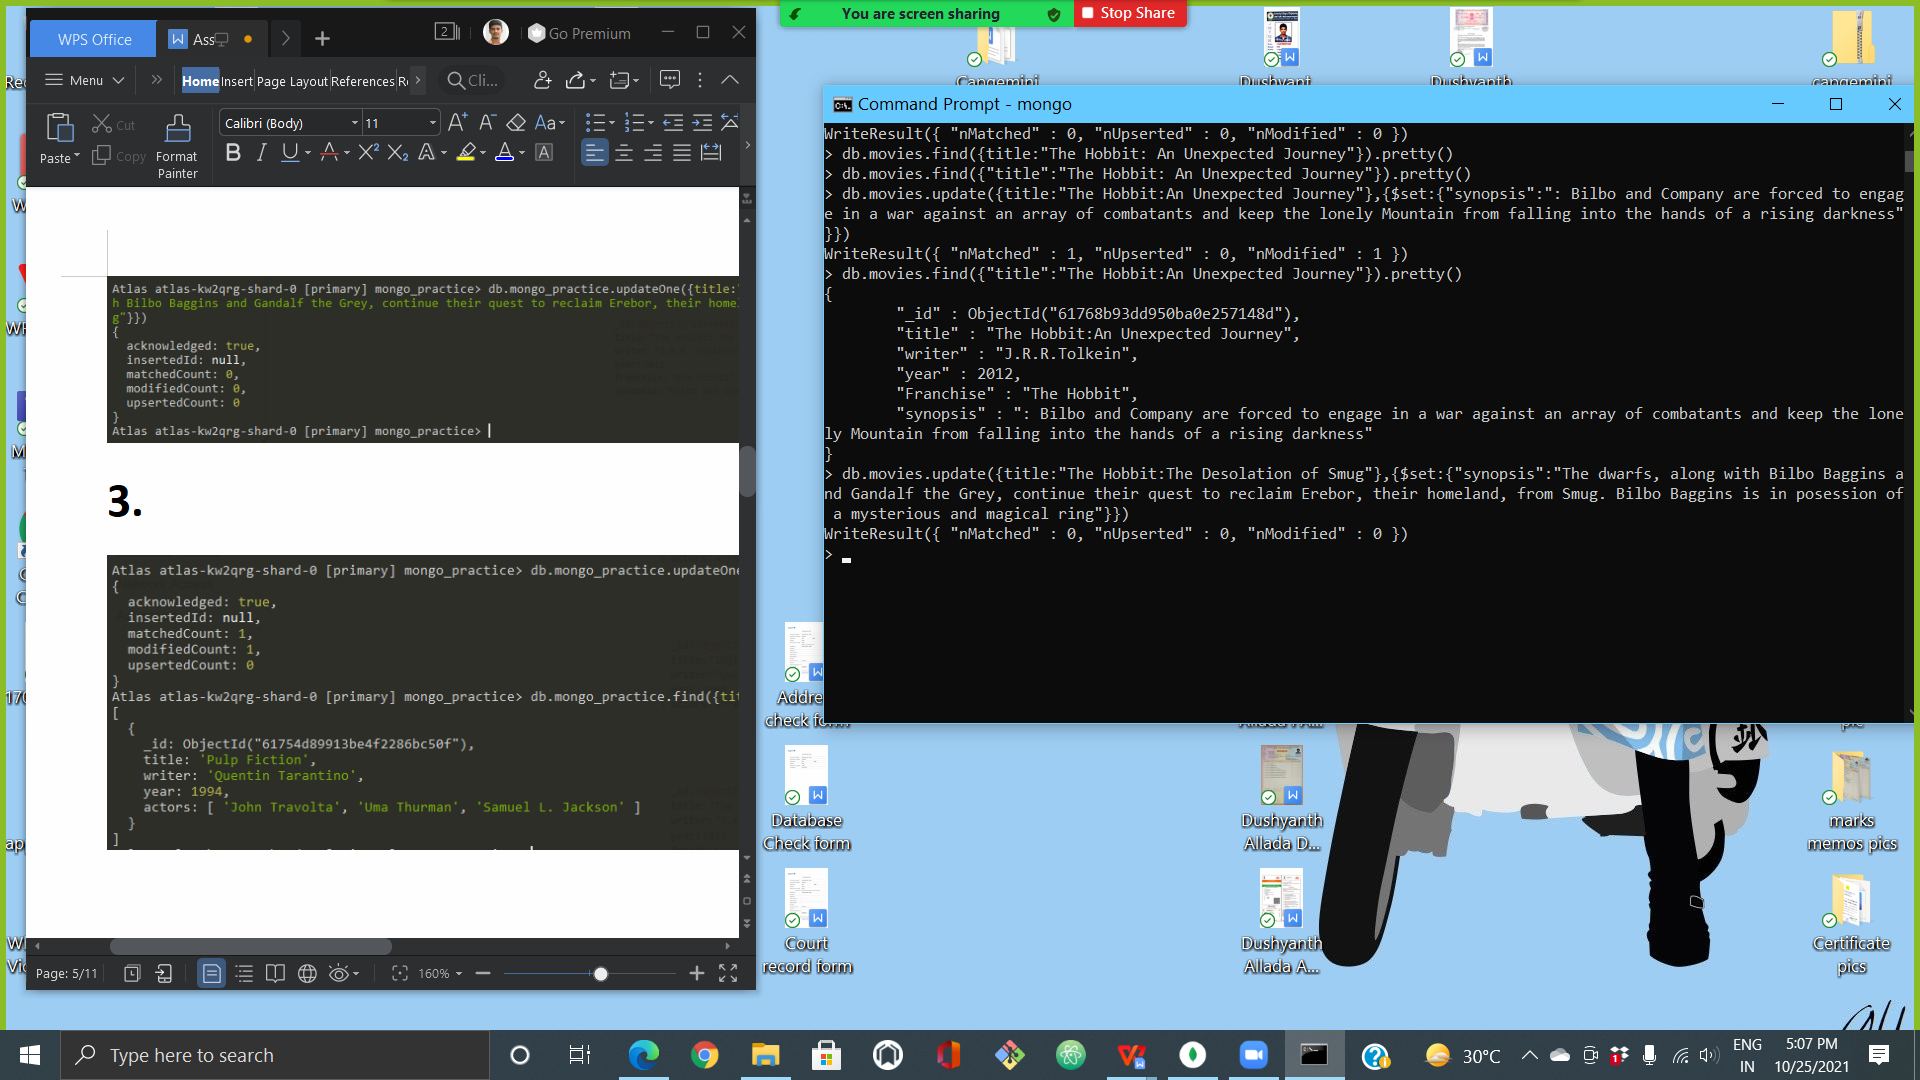 You are screen sharing
Stop Share
WPS Office
Ass
2
Go Premium
Menu
Home Insert Page Layout References
Cli...
Paste
Cut
Copy
Format
Painter
Calibri (Body)
11
Capgemini
Dushyant
Dushyanth
capgemini
Atlas atlas-kw2qrg-shard-0 [primary] mongo_practice> db.mongo_practice.updateOne({title:
h Bilbo Baggins and Gandalf the Grey, continue their quest to reclaim Erebor, their home
g"}})
{
acknowledged: true,
insertedId: null,
matchedCount: 0,
modifiedCount: 0,
upsertedCount: 0
}
Atlas atlas-kw2qrg-shard-0 [primary] mongo_practice>
3.
Atlas atlas-kw2qrg-shard-0 [primary] mongo_practice> db.mongo_practice.updateOne
{
acknowledged: true,
insertedId: null,
matchedCount: 1,
modifiedCount: 1,
upsertedCount: 0
}
Atlas atlas-kw2qrg-shard-0 [primary] mongo_practice> db.mongo_practice.find({tit
[
{
_id: ObjectId("61754d89913be4f2286bc50f"),
title: 'Pulp Fiction',
writer: 'Quentin Tarantino',
year: 1994,
actors: [ 'John Travolta', 'Uma Thurman', 'Samuel L. Jackson' ]
}
]
Page: 5/11
160%
Command Prompt - mongo
WriteResult({ "nMatched" : 0, "nUpserted" : 0, "nModified" : 0 })
> db.movies.find({title:"The Hobbit: An Unexpected Journey"}).pretty()
> db.movies.find({"title":"The Hobbit: An Unexpected Journey"}).pretty()
> db.movies.update({title:"The Hobbit:An Unexpected Journey"},{$set:{"synopsis":": Bilbo and Company are forced to engag
e in a war against an array of combatants and keep the lonely Mountain from falling into the hands of a rising darkness"
}})
WriteResult({ "nMatched" : 1, "nUpserted" : 0, "nModified" : 1 })
> db.movies.find({"title":"The Hobbit:An Unexpected Journey"}).pretty()
{
"_id" : ObjectId("61768b93dd950ba0e257148d"),
"title" : "The Hobbit:An Unexpected Journey",
"writer" : "J.R.R.Tolkein",
"year" : 2012,
"Franchise" : "The Hobbit",
"synopsis" : ": Bilbo and Company are forced to engage in a war against an array of combatants and keep the lone
ly Mountain from falling into the hands of a rising darkness"
}
> db.movies.update({title:"The Hobbit:The Desolation of Smug"},{$set:{"synopsis":"The dwarfs, along with Bilbo Baggins a
nd Gandalf the Grey, continue their quest to reclaim Erebor, their homeland, from Smug. Bilbo Baggins is in posession of
a mysterious and magical ring"}})
WriteResult({ "nMatched" : 0, "nUpserted" : 0, "nModified" : 0 })
>
Addre
check fo
Database
Check form
Court
record form
Dushyanth
Allada D...
Dushyanth
Allada A...
pic
marks
memos pics
Certificate
pics
Type here to search
30°C
ENG
IN
5:07 PM
10/25/2021